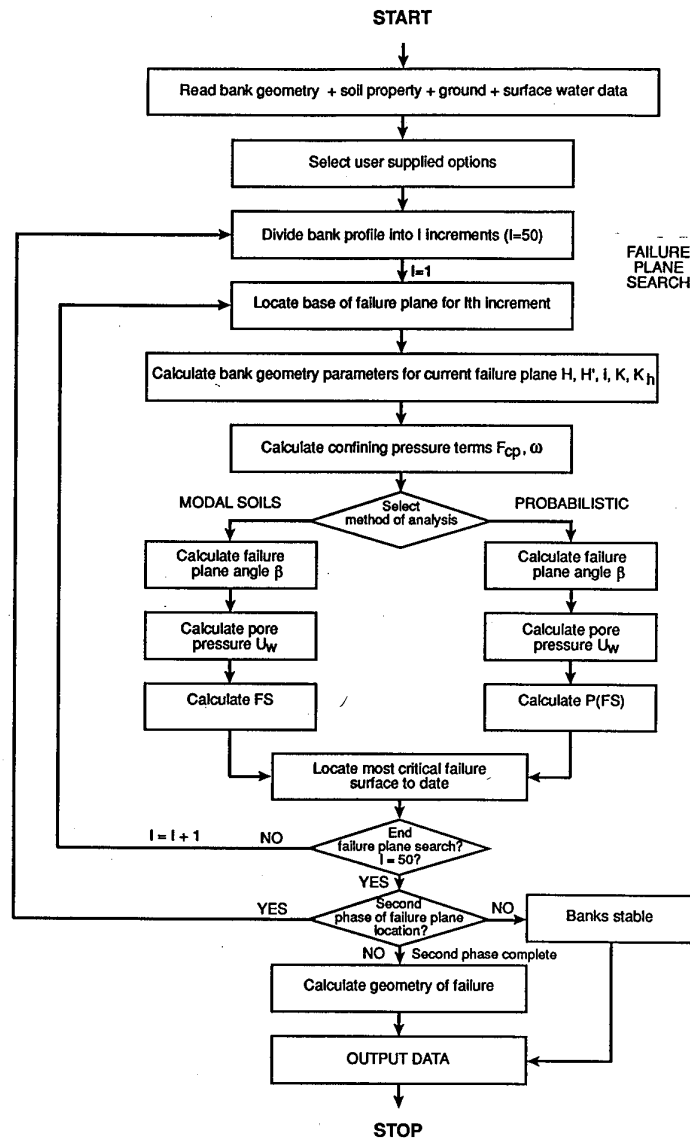 START
Read bank geometry + soil property + ground + surface water data
Select user supplied options
Divide bank profile into I increments (I=50)
FAILURE
PLANE
SEARCH
I=1
Locate base of failure plane for Ith increment
Calculate bank geometry parameters for current failure plane H, H', i, K, Kh
Calculate confining pressure terms Fcp, ω
MODAL SOILS
Select
method of analysis
PROBABILISTIC
Calculate failure
plane angle β
Calculate failure
plane angle β
Calculate pore
pressure Uw
Calculate pore
pressure Uw
Calculate FS
Calculate P(FS)
Locate most critical failure
surface to date
I = I + 1
NO
End
failure plane search?
I = 50?
YES
YES
Second
phase of failure plane
location?
NO
Banks stable
NO
Second phase complete
Calculate geometry of failure
OUTPUT DATA
STOP